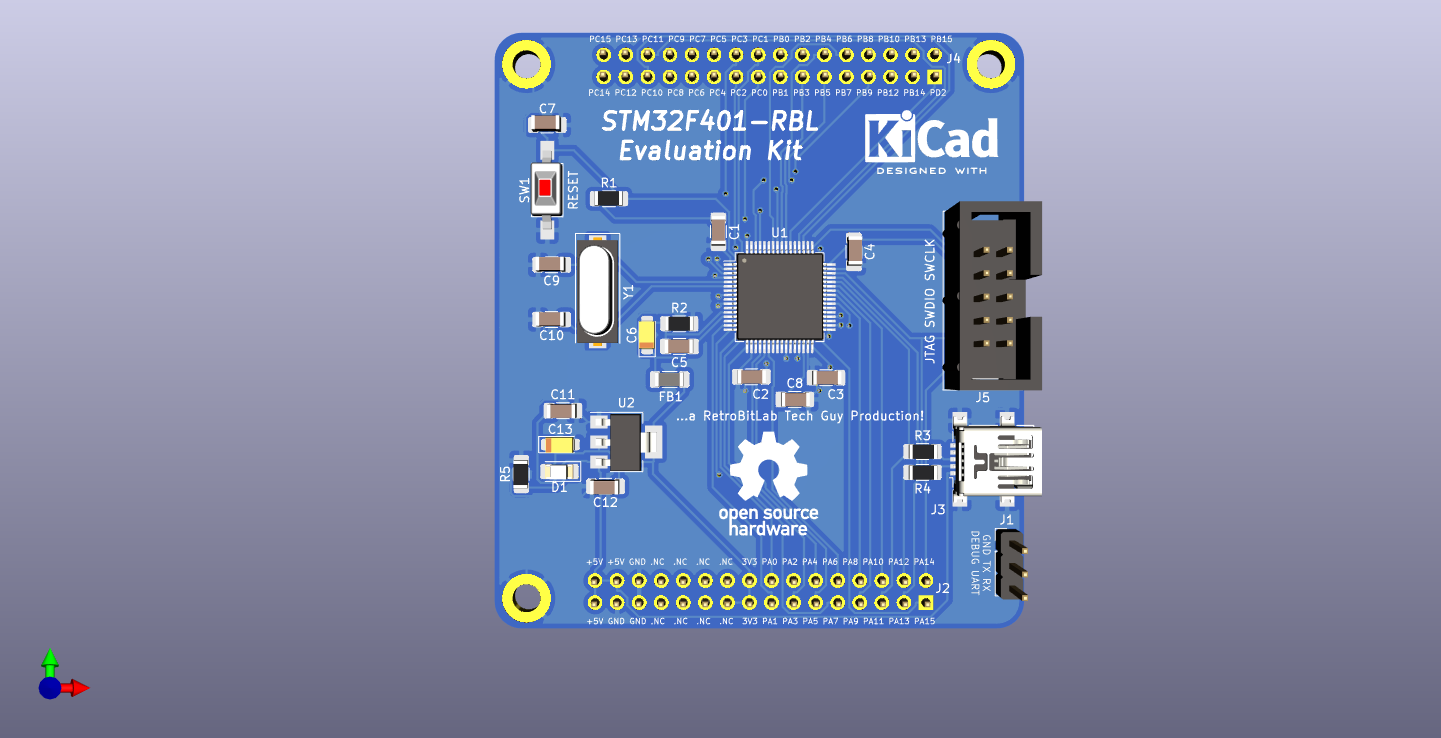 PC15 PC13 PC11 PC9 PC7 PC5 PC3 PC1 PB0 PB2 PB4 PB6 PB8 PB10 PB13 PB15
J4
PC14 PC12 PC10 PC8 PC6 PC4 PC2 PC0 PB1 PB3 PB5 PB7 PB9 PB12 PB14 PD2
C7
STM32F401-RBL
Evaluation Kit
KiCad
DESIGNED WITH
SW1
RESET
R1
C1
U1
C4
C9
Y1
C10
R2
C6
C5
FB1
JTAG SWDIO SWCLK
J5
C2
C8
C3
...a RetroBitLab Tech Guy Production!
C11
U2
C13
R5
D1
C12
R3
R4
J3
open source
hardware
J1
GND TX RX
DEBUG UART
+5V +5V GND .NC .NC .NC .NC 3V3 PA0 PA2 PA4 PA6 PA8 PA10 PA12 PA14
J2
+5V GND GND .NC .NC .NC .NC 3V3 PA1 PA3 PA5 PA7 PA9 PA11 PA13 PA15